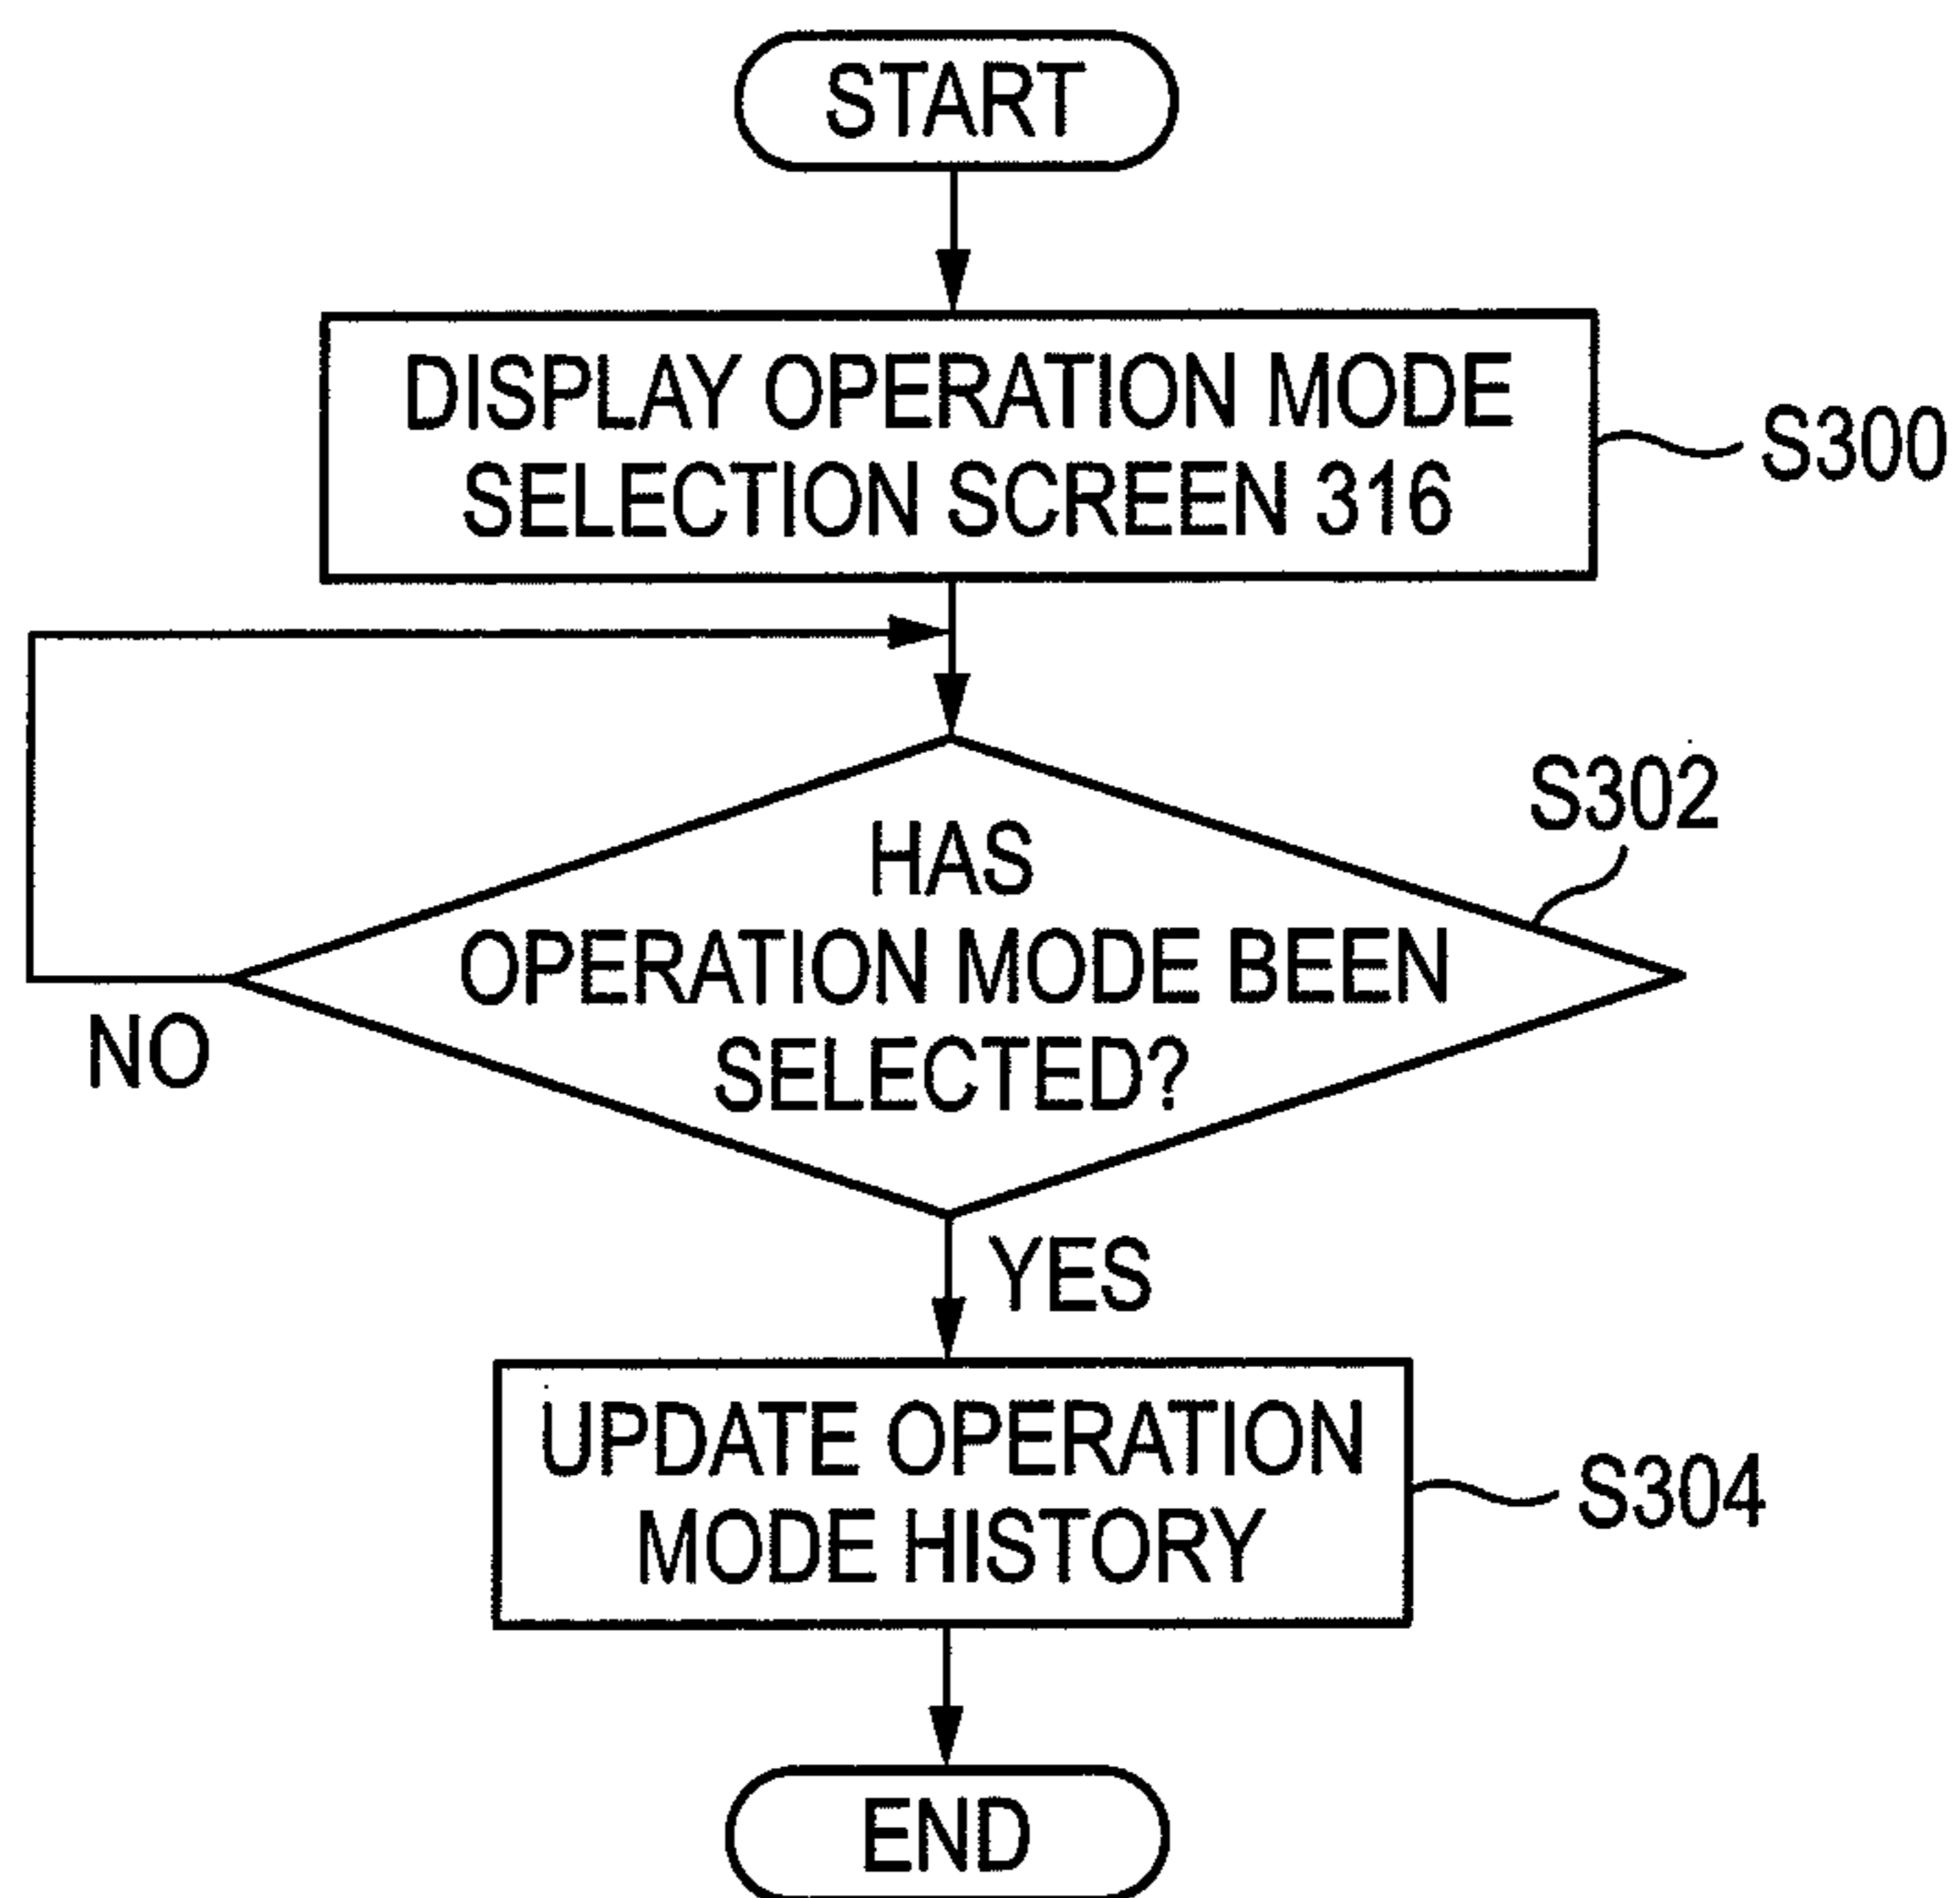 START
DISPLAY OPERATION MODE
SELECTION SCREEN 316
S300
S302
HAS
OPERATION MODE BEEN
SELECTED?
NO
YES
UPDATE OPERATION
MODE HISTORY
S304
END